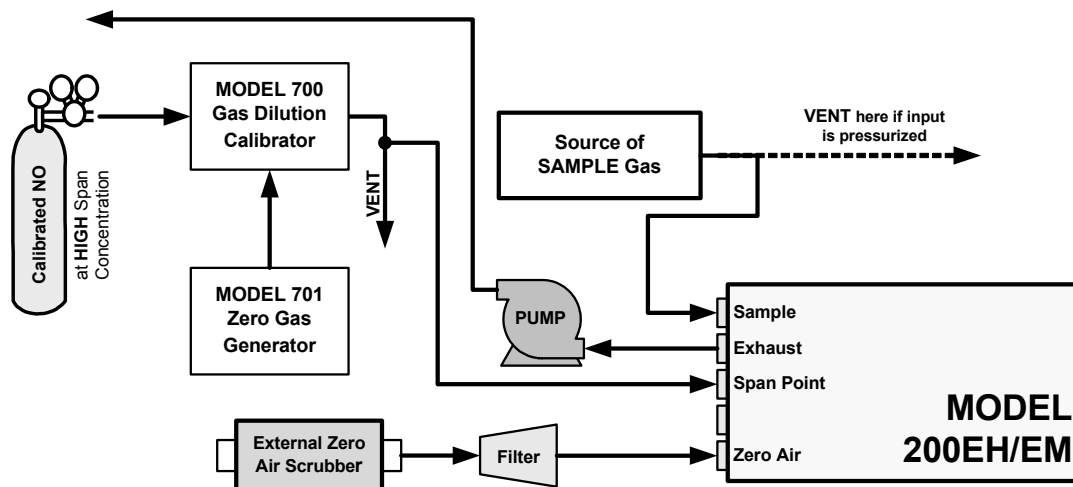 MODEL 700
Gas Dilution
Calibrator
Source of
SAMPLE Gas
VENT here if input
is pressurized
Calibrated NO
at HIGH Span
Concentration
VENT
MODEL 701
Zero Gas
Generator
PUMP
Sample
Exhaust
Span Point
Zero Air
MODEL
200EH/EM
External Zero
Air Scrubber
Filter